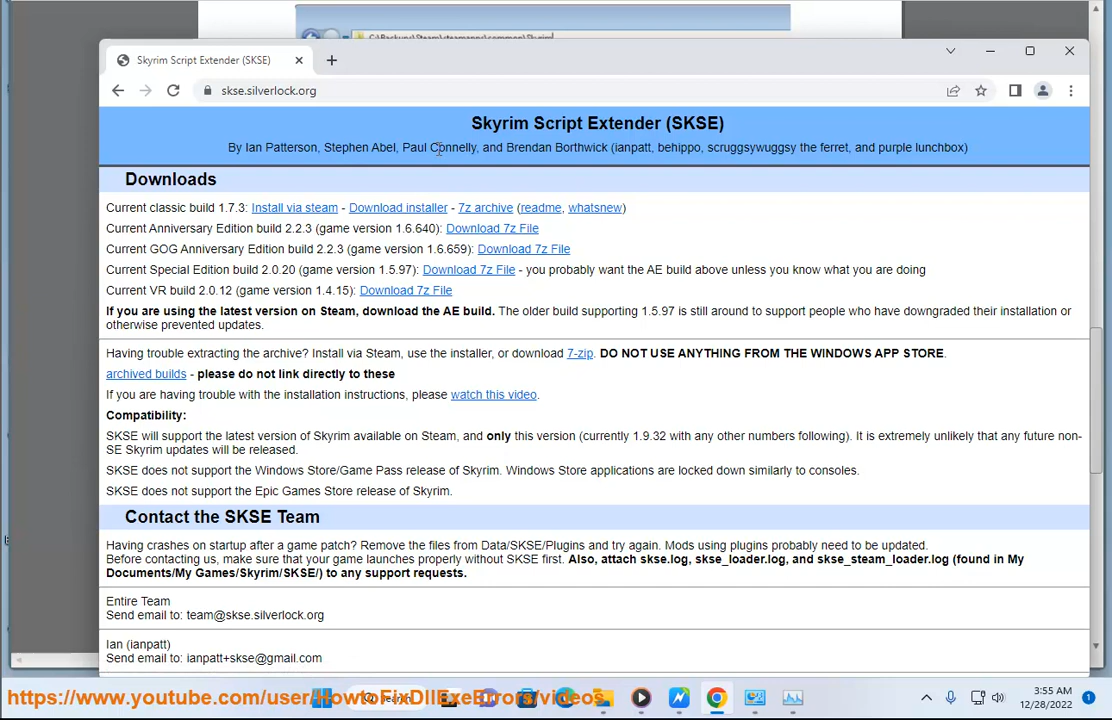 C:\Backups\Steam\steamapps\common\Skyrim
Skyrim Script Extender (SKSE)
skse.silverlock.org
Skyrim Script Extender (SKSE)
By Ian Patterson, Stephen Abel, Paul Connelly, and Brendan Borthwick (ianpatt, behippo, scruggsywuggsy the ferret, and purple lunchbox)
Downloads
Current classic build 1.7.3: Install via steam - Download installer - 7z archive (readme, whatsnew)
Current Anniversary Edition build 2.2.3 (game version 1.6.640): Download 7z File
Current GOG Anniversary Edition build 2.2.3 (game version 1.6.659): Download 7z File
Current Special Edition build 2.0.20 (game version 1.5.97): Download 7z File - you probably want the AE build above unless you know what you are doing
Current VR build 2.0.12 (game version 1.4.15): Download 7z File
If you are using the latest version on Steam, download the AE build. The older build supporting 1.5.97 is still around to support people who have downgraded their installation or
otherwise prevented updates.
Having trouble extracting the archive? Install via Steam, use the installer, or download 7-zip. DO NOT USE ANYTHING FROM THE WINDOWS APP STORE.
archived builds - please do not link directly to these
If you are having trouble with the installation instructions, please watch this video.
Compatibility:
SKSE will support the latest version of Skyrim available on Steam, and only this version (currently 1.9.32 with any other numbers following). It is extremely unlikely that any future non-
SE Skyrim updates will be released.
SKSE does not support the Windows Store/Game Pass release of Skyrim. Windows Store applications are locked down similarly to consoles.
SKSE does not support the Epic Games Store release of Skyrim.
Contact the SKSE Team
Having crashes on startup after a game patch? Remove the files from Data/SKSE/Plugins and try again. Mods using plugins probably need to be updated.
Before contacting us, make sure that your game launches properly without SKSE first. Also, attach skse.log, skse_loader.log, and skse_steam_loader.log (found in My
Documents/My Games/Skyrim/SKSE/) to any support requests.
Entire Team
Send email to: team@skse.silverlock.org
Ian (ianpatt)
Send email to: ianpatt+skse@gmail.com
https://www.youtube.com/user/HowtoFixDllExeErrors/videos
Search
3:55 AM
12/28/2022
1